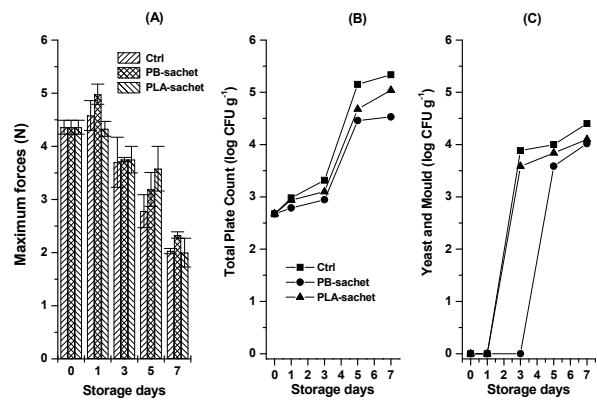 (A)
Maximum forces (N)
6
5
4
3
2
1
0
Ctrl
PB-sachet
PLA-sachet
0 1 3 5 7
Storage days
(B)
Total Plate Count (log CFU g-1)
6
5
4
3
2
1
0
Ctrl
PB-sachet
PLA-sachet
0 1 2 3 4 5 6 7
Storage days
(C)
Yeast and Mould (log CFU g-1)
6
5
4
3
2
1
0
0 1 2 3 4 5 6 7
Storage days